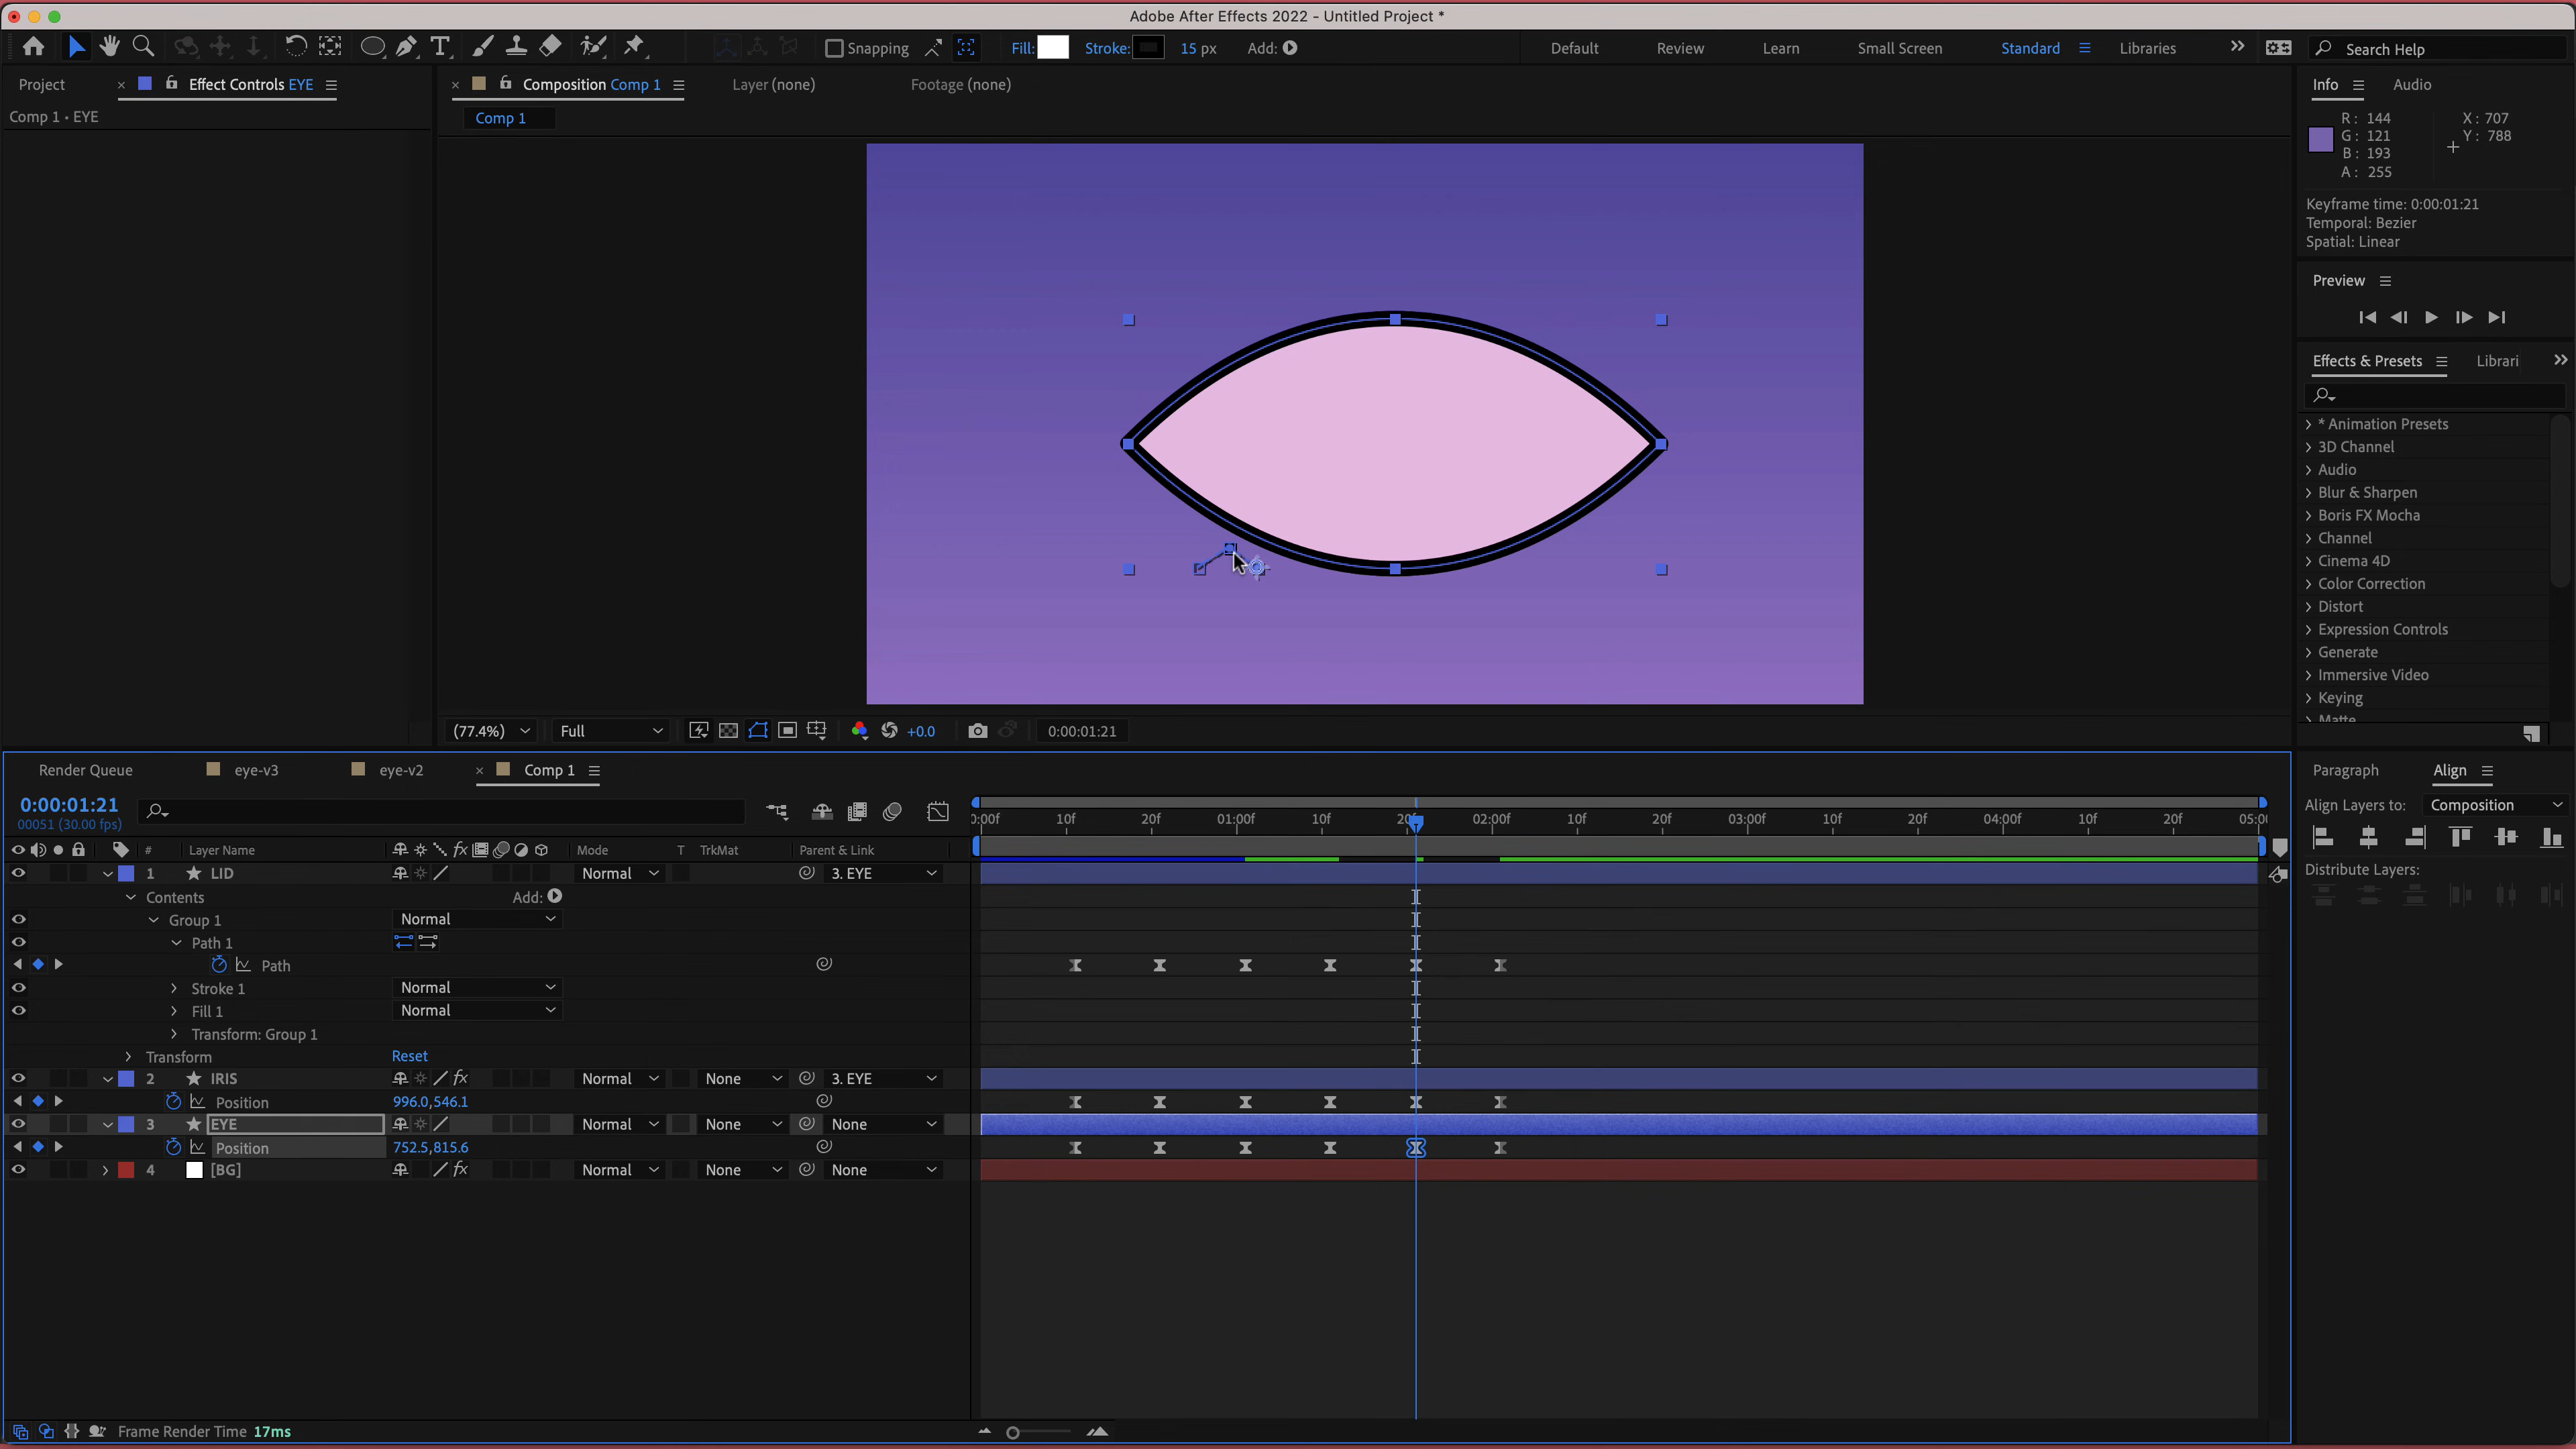 Adobe After Effects 2022 - Untitled Project *
Snapping
Fill:
Stroke:
15 px
Add:
Default
Review
Learn
Small Screen
Standard
Libraries
Search Help
Project
Effect Controls EYE
Composition Comp 1
Layer (none)
Footage (none)
Info
Audio
Comp 1 • EYE
Comp 1
R: 144
G: 121
B: 193
A: 255
X: 707
Y: 788
Keyframe time: 0:00:01:21
Temporal: Bezier
Spatial: Linear
Preview
Effects & Presets
Librari
* Animation Presets
3D Channel
Audio
Blur & Sharpen
Boris FX Mocha
Channel
Cinema 4D
Color Correction
Distort
Expression Controls
Generate
Immersive Video
Keying
Matte
(77.4%)
Full
+0.0
0:00:01:21
Render Queue
eye-v3
eye-v2
Comp 1
Paragraph
Align
Align Layers to:
Composition
Distribute Layers:
0:00:01:21
00051 (30.00 fps)
0:00f 10f 20f 01:00f 10f 20f 02:00f 10f 20f 03:00f 10f 20f 04:00f 10f 20f 05:00
# Layer Name fx Mode T TrkMat Parent & Link
1 LID Normal 3. EYE
Contents Add:
Group 1 Normal
Path 1
Path
Stroke 1 Normal
Fill 1 Normal
Transform: Group 1
Transform Reset
2 IRIS fx Normal None 3. EYE
Position 996.0,546.1
3 EYE Normal None None
Position 752.5,815.6
4 [BG] fx Normal None None
Frame Render Time 17ms